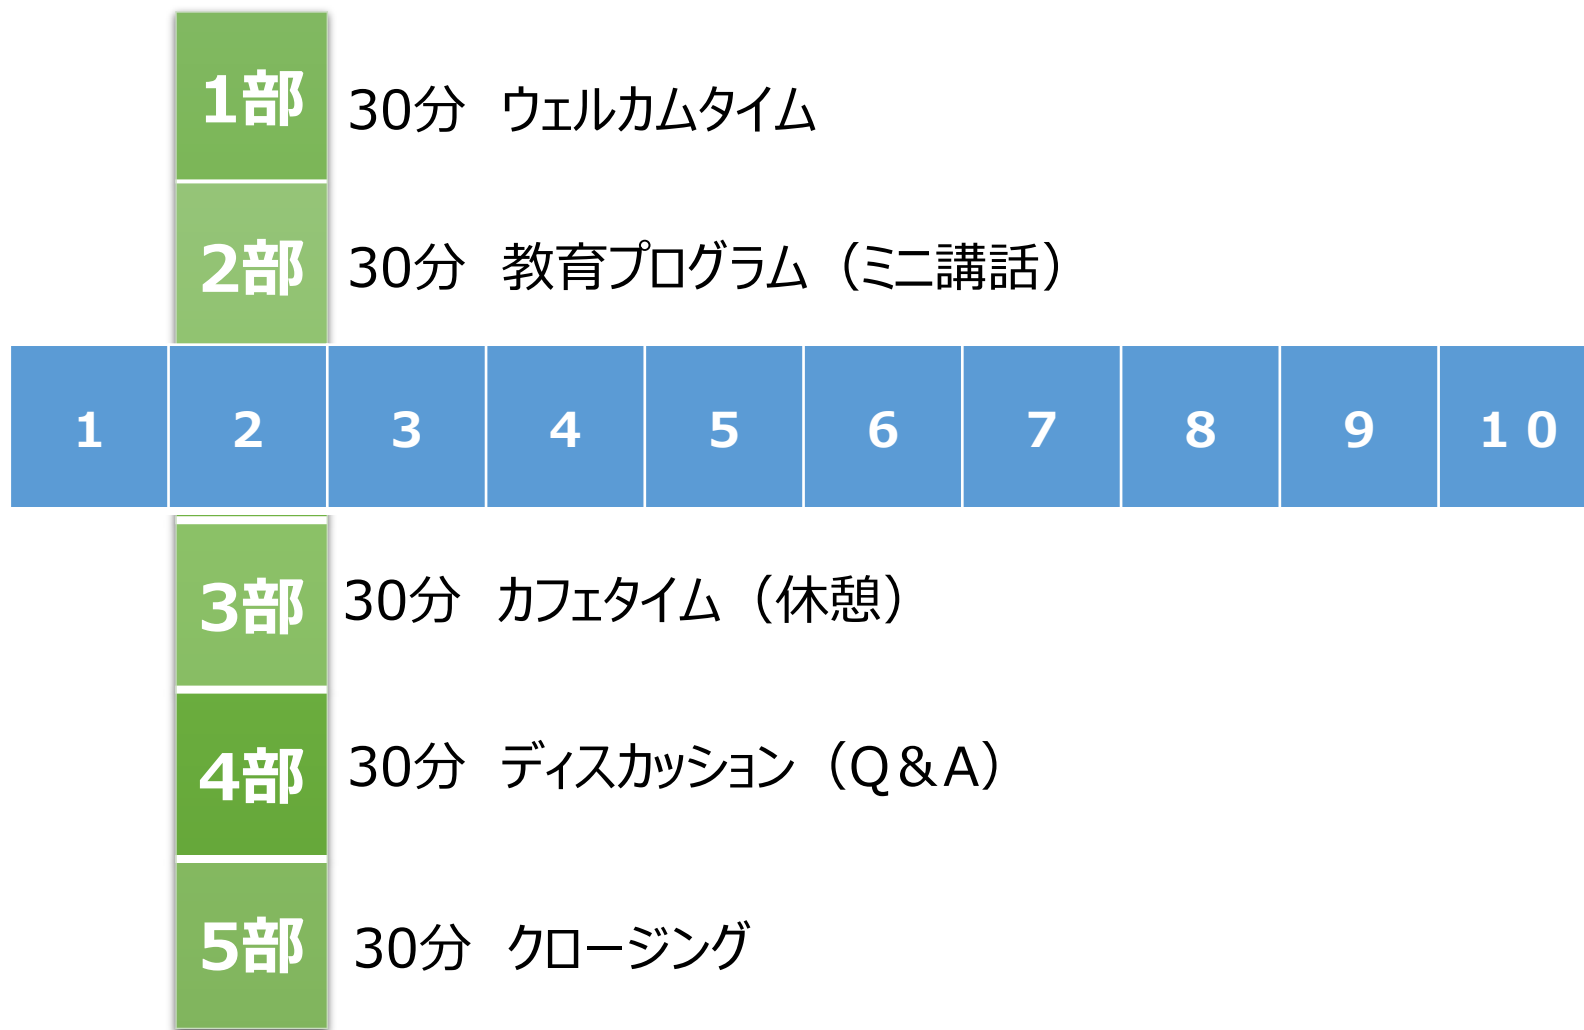 1部 30分 ウェルカムタイム
2部 30分 教育プログラム（ミニ講話）
1 2 3 4 5 6 7 8 9 １０
3部 30分 カフェタイム（休憩）
4部 30分 ディスカッション（Ｑ＆Ａ）
5部 30分 クロージング